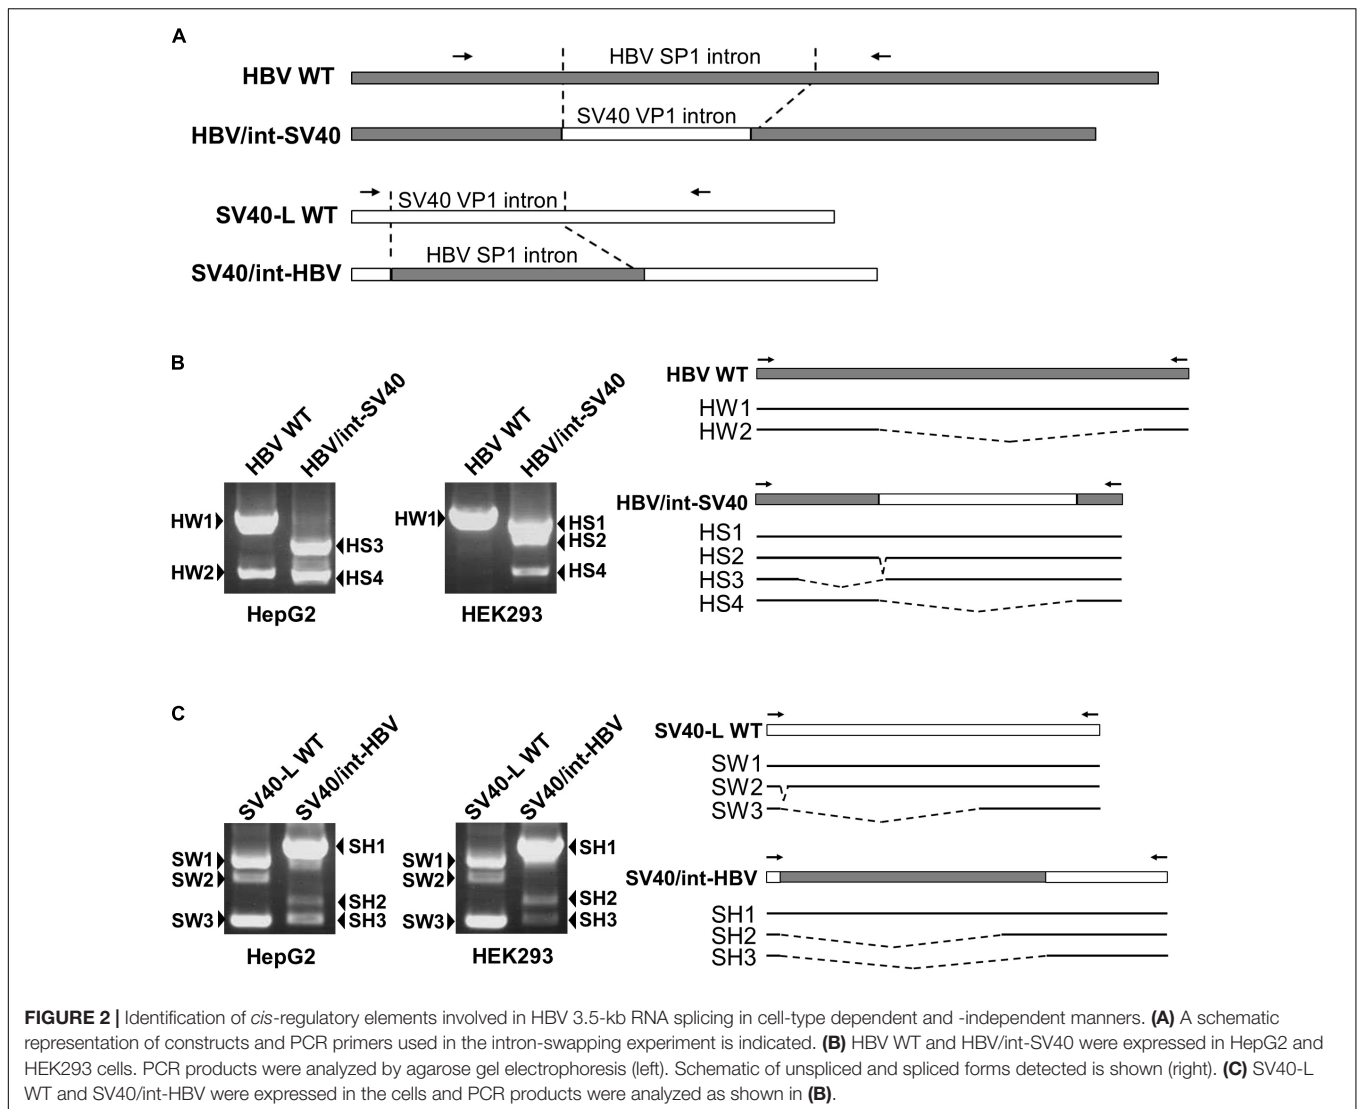 A
HBV SP1 intron
HBV WT
SV40 VP1 intron
HBV/int-SV40
SV40 VP1 intron
SV40-L WT
HBV SP1 intron
SV40/int-HBV
B
HBV WT
HBV/int-SV40
HW1
HW2
HS3
HS4
HepG2
HBV WT
HBV/int-SV40
HW1
HS1
HS2
HS4
HEK293
HBV WT
HW1
HW2
HBV/int-SV40
HS1
HS2
HS3
HS4
C
SV40-L WT
SV40/int-HBV
SW1
SW2
SW3
SH1
SH2
SH3
HepG2
SV40-L WT
SV40/int-HBV
SW1
SW2
SW3
SH1
SH2
SH3
HEK293
SV40-L WT
SW1
SW2
SW3
SV40/int-HBV
SH1
SH2
SH3
FIGURE 2 | Identification of cis-regulatory elements involved in HBV 3.5-kb RNA splicing in cell-type dependent and -independent manners. (A) A schematic
representation of constructs and PCR primers used in the intron-swapping experiment is indicated. (B) HBV WT and HBV/int-SV40 were expressed in HepG2 and
HEK293 cells. PCR products were analyzed by agarose gel electrophoresis (left). Schematic of unspliced and spliced forms detected is shown (right). (C) SV40-L
WT and SV40/int-HBV were expressed in the cells and PCR products were analyzed as shown in (B).